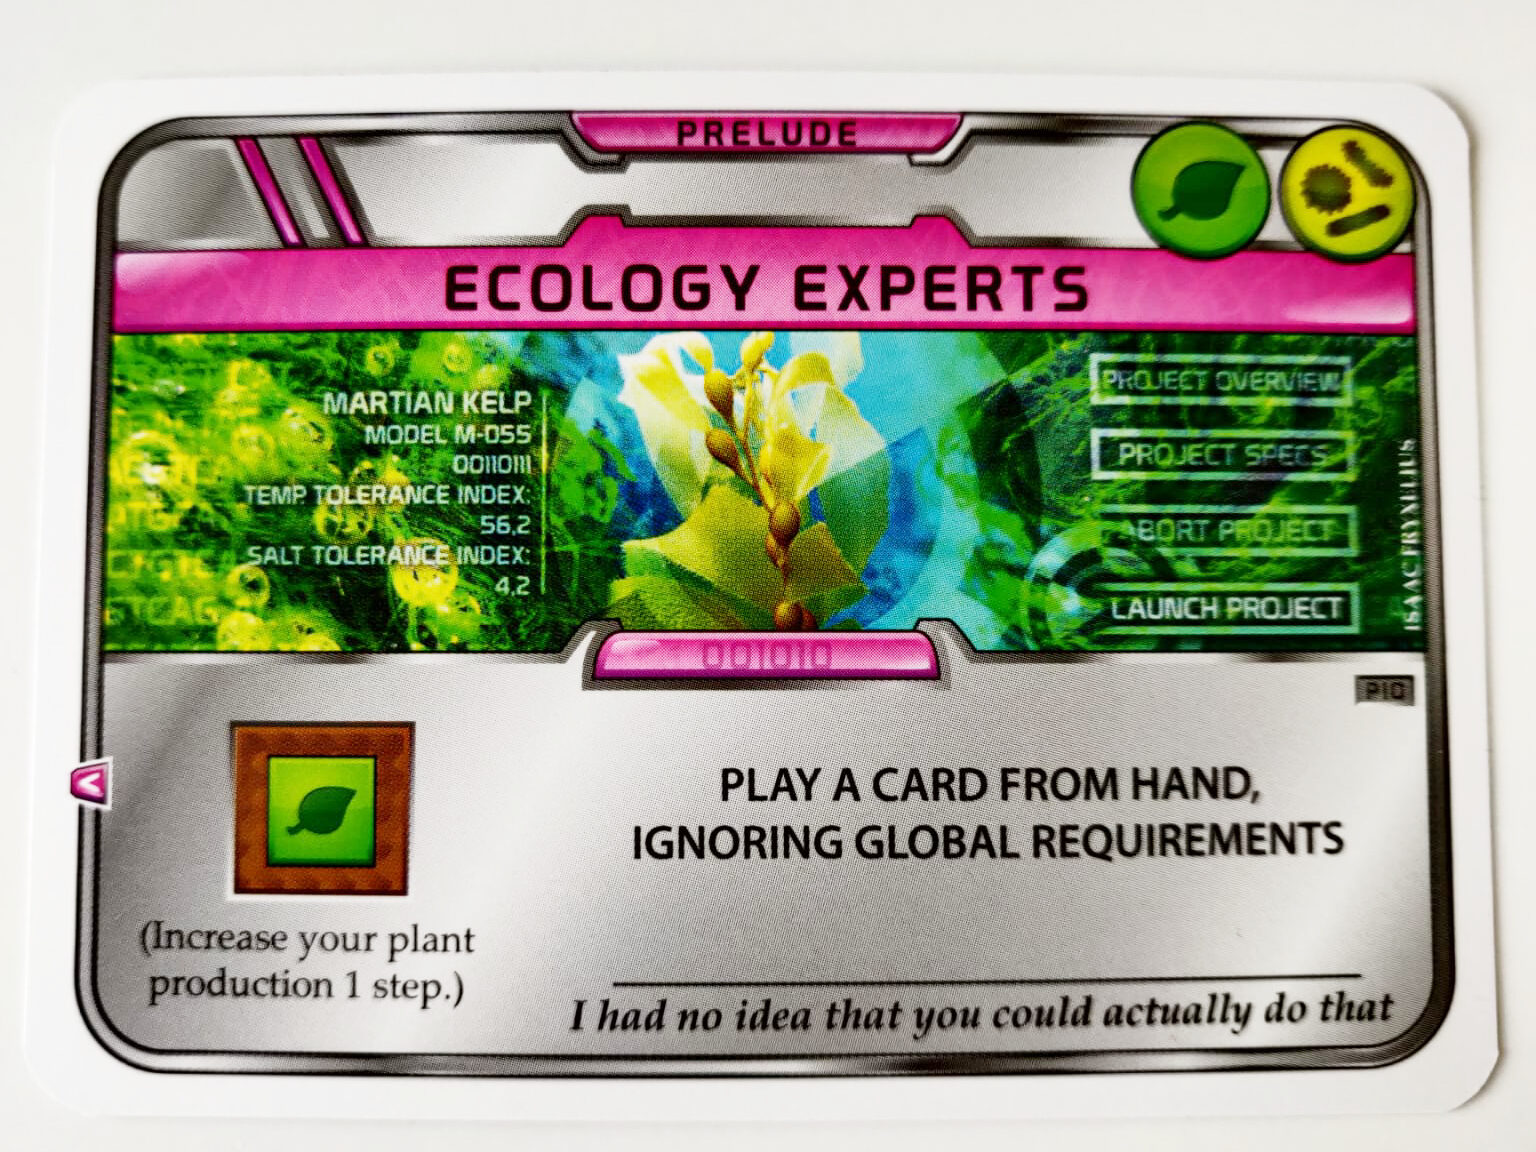 PRELUDE
ECOLOGY EXPERTS
MARTIAN KELP
MODEL M-055
00110111
TEMP. TOLERANCE INDEX:
56,2
SALT TOLERANCE INDEX:
4,2
PROJECT OVERVIEW
PROJECT SPECS
ABORT PROJECT
LAUNCH PROJECT
ISAAC FRYXELIUS
001010
P10
PLAY A CARD FROM HAND,
IGNORING GLOBAL REQUIREMENTS
(Increase your plant
production 1 step.)
I had no idea that you could actually do that